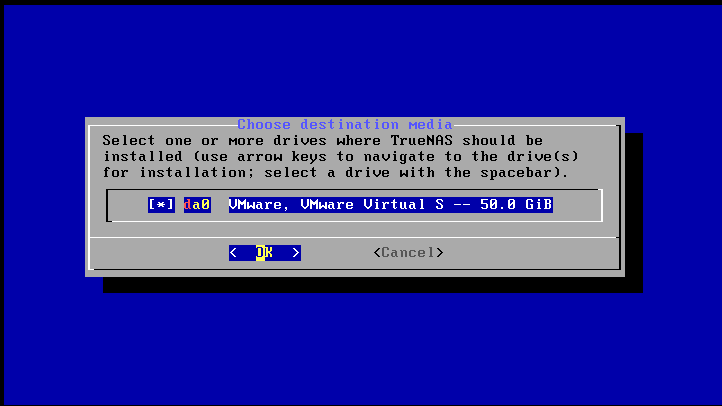 Choose destination media
Select one or more drives where TrueNAS should be
installed (use arrow keys to navigate to the drive(s)
for installation; select a drive with the spacebar).
[*] da0 VMware, VMware Virtual S -- 50.0 GiB
< OK > <Cancel>